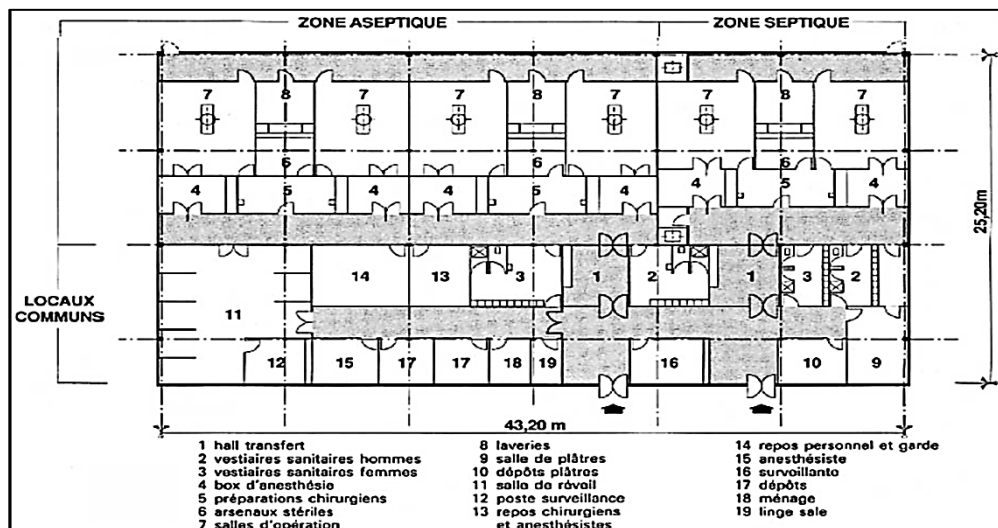 ZONE ASEPTIQUE ZONE SEPTIQUE
7 8 7 7 8 7 7 8 7
6 6 6
4 5 4 4 5 4 4 5 4
25,20m
14 13 3 1 2 1 3 2
LOCAUX
COMMUNS
11
12 15 17 17 18 19 16 10 9
43,20 m
1 hall transfert
2 vestiaires sanitaires hommes
3 vestiaires sanitaires femmes
4 box d'anesthésie
5 préparations chirurgiens
6 arsenaux stériles
7 salles d'opération
8 laveries
9 salle de plâtres
10 dépôts plâtres
11 salle de réveil
12 poste surveillance
13 repos chirurgiens
et anesthésistes
14 repos personnel et garde
15 anesthésiste
16 surveillante
17 dépôts
18 ménage
19 linge sale